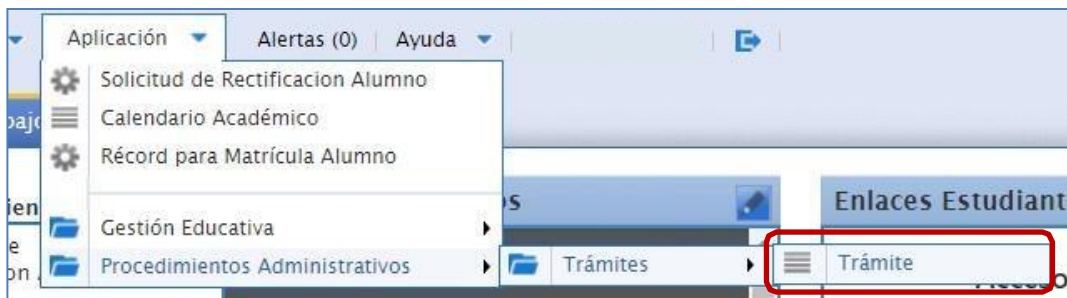 Aplicación
Alertas (0)
Ayuda
Solicitud de Rectificacion Alumno
Calendario Académico
Récord para Matrícula Alumno
Enlaces Estudiant
Gestión Educativa
Procedimientos Administrativos
Trámites
Trámite